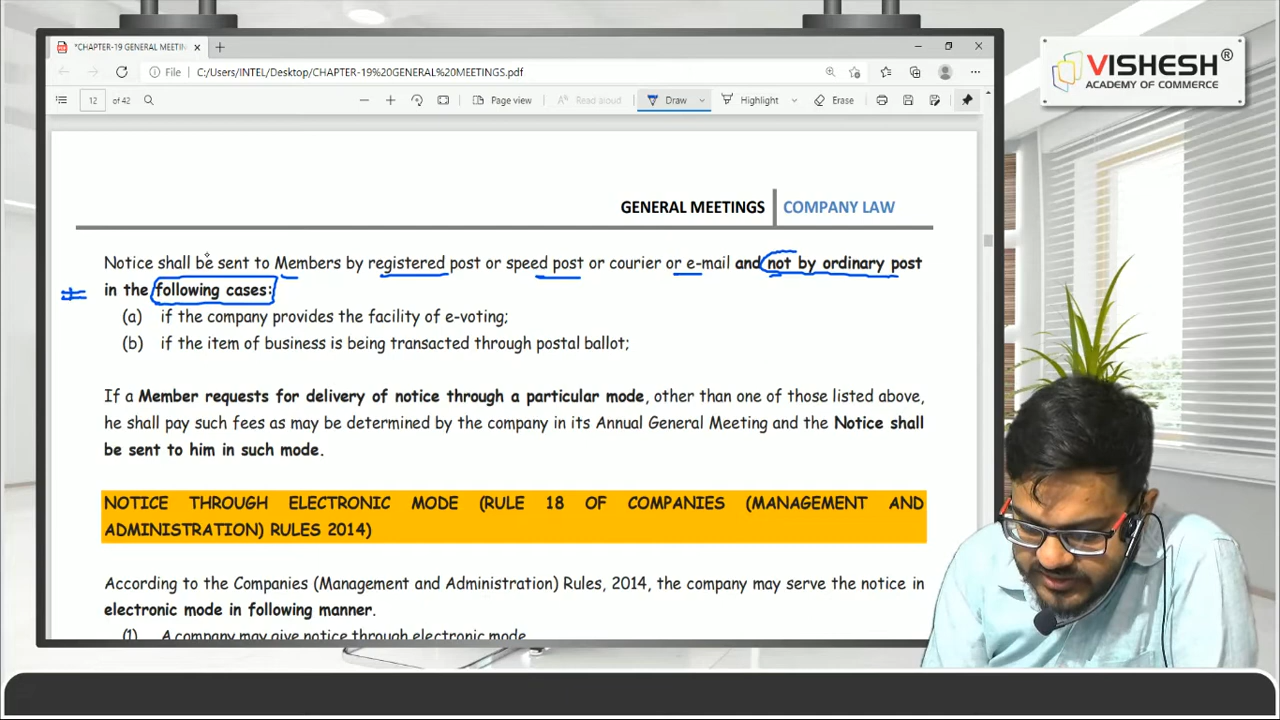 *CHAPTER-19 GENERAL MEETIN
File C:/Users/INTEL/Desktop/CHAPTER-19%20GENERAL%20MEETINGS.pdf
12 of 42 Page view Read aloud Draw Highlight Erase
VISHESH®
ACADEMY OF COMMERCE
GENERAL MEETINGS COMPANY LAW
Notice shall be sent to Members by registered post or speed post or courier or e-mail and not by ordinary post
in the following cases:
(a) if the company provides the facility of e-voting;
(b) if the item of business is being transacted through postal ballot;
If a Member requests for delivery of notice through a particular mode, other than one of those listed above,
he shall pay such fees as may be determined by the company in its Annual General Meeting and the Notice shall
be sent to him in such mode.
NOTICE THROUGH ELECTRONIC MODE (RULE 18 OF COMPANIES (MANAGEMENT AND
ADMINISTRATION) RULES 2014)
According to the Companies (Management and Administration) Rules, 2014, the company may serve the notice in
electronic mode in following manner.
(1) A company may give notice through electronic mode